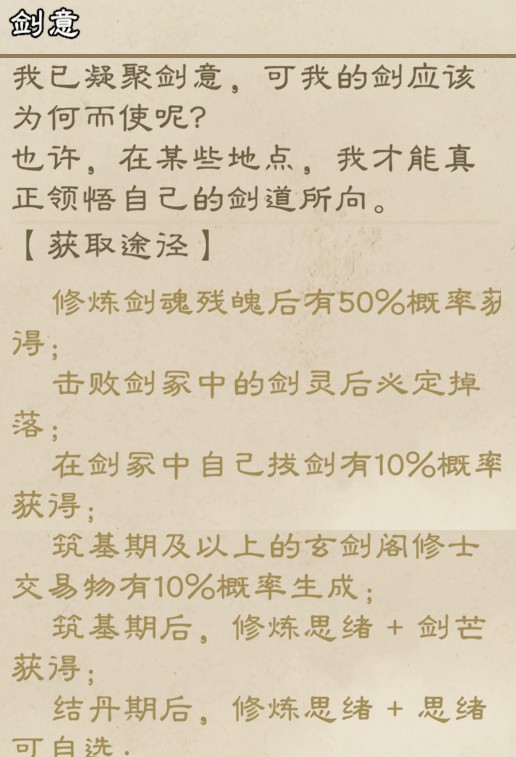 剑意
我已凝聚剑意，可我的剑应该
为何而使呢？
也许，在某些地点，我才能真
正领悟自己的剑道所向。
【获取途径】
修炼剑魂残魄后有50%概率获
得；
击败剑冢中的剑灵后必定掉
落；
在剑冢中自己拔剑有10%概率
获得；
筑基期及以上的玄剑阁修士
交易物有10%概率生成；
筑基期后，修炼思绪 + 剑芒
获得；
结丹期后，修炼思绪 + 思绪
可自选；